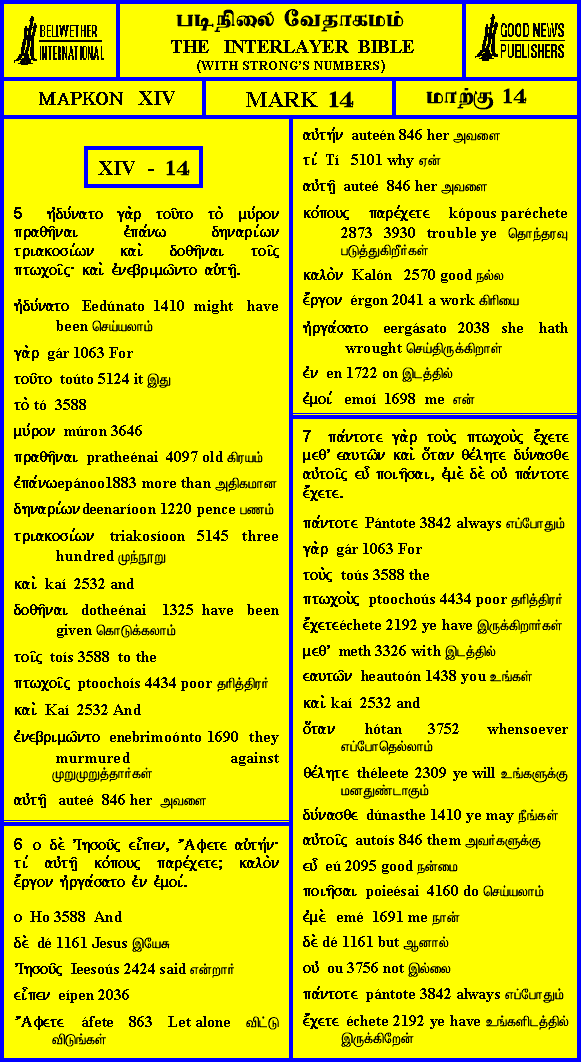 BELLWETHER
INTERNATIONAL
படிநிலை வேதாகமம்
THE INTERLAYER BIBLE
(WITH STRONG'S NUMBERS)
GOOD NEWS
PUBLISHERS
ΜΑΡΚΟΝ XIV
MARK 14
மாற்கு 14
XIV - 14
5 ἠδύνατο γὰρ τοῦτο τὸ μύρον
πραθῆναι ἐπάνω δηναρίων
τριακοσίων καὶ δοθῆναι τοῖς
πτωχοῖς· καὶ ἐνεβριμῶντο αὐτῇ.
ἠδύνατο Eedúnato 1410 might have
been செய்யலாம்
γὰρ gár 1063 For
τοῦτο toúto 5124 it இது
τὸ tó 3588
μύρον múron 3646
πραθῆναι pratheénai 4097 old கிரயம்
ἐπάνωepánoo1883 more than அதிகமான
δηναρίων deenaríoon 1220 pence பணம்
τριακοσίων triakosíoon 5145 three
hundred முந்நூறு
καὶ kaí 2532 and
δοθῆναι dotheénai 1325 have been
given கொடுக்கலாம்
τοῖς toís 3588 to the
πτωχοῖς ptoochoís 4434 poor தரித்திரர்
καὶ Kaí 2532 And
ἐνεβριμῶντο enebrimoónto 1690 they
murmured against
முறுமுறுத்தார்கள்
αὐτῇ auteé 846 her அவளை
6 ο δὲ Ἰησοῦς εἶπεν, Ἄφετε αὐτήν·
τί αὐτῇ κόπους παρέχετε; καλὸν
ἔργον ἠργάσατο ἐν ἐμοί.
ο Ho 3588 And
δὲ dé 1161 Jesus இயேசு
Ἰησοῦς Ieesoús 2424 said என்றார்
εἶπεν eípen 2036
Ἄφετε áfete 863 Let alone விட்டு
விடுங்கள்
αὐτήν auteén 846 her அவளை
τί Tí 5101 why ஏன்
αὐτῇ auteé 846 her அவளை
κόπους παρέχετε kópous paréchete
2873 3930 trouble ye தொந்தரவு
படுத்துகிறீர்கள்
καλὸν Kalón 2570 good நல்ல
ἔργον érgon 2041 a work கிரியை
ἠργάσατο eergásato 2038 she hath
wrought செய்திருக்கிறாள்
ἐν en 1722 on இடத்தில்
ἐμοί emoí 1698 me என்
7 πάντοτε γὰρ τοὺς πτωχοὺς ἔχετε
μεθ' εαυτῶν καὶ ὅταν θέλητε δύνασθε
αὐτοῖς εὖ ποιῆσαι, ἐμὲ δὲ οὐ πάντοτε
ἔχετε.
πάντοτε Pántote 3842 always எப்போதும்
γὰρ gár 1063 For
τοὺς toús 3588 the
πτωχοὺς ptoochoús 4434 poor தரித்திரர்
ἔχετεéchete 2192 ye have இருக்கிறார்கள்
μεθ' meth 3326 with இடத்தில்
εαυτῶν heautoón 1438 you உங்கள்
καὶ kaí 2532 and
ὅταν hótan 3752 whensoever
எப்போதெல்லாம்
θέλητε théleete 2309 ye will உங்களுக்கு
மனதுண்டாகும்
δύνασθε dúnasthe 1410 ye may நீங்கள்
αὐτοῖς autoís 846 them அவர்களுக்கு
εὖ eú 2095 good நன்மை
ποιῆσαι poieésai 4160 do செய்யலாம்
ἐμὲ emé 1691 me நான்
δὲ dé 1161 but ஆனால்
οὐ ou 3756 not இல்லை
πάντοτε pántote 3842 always எப்போதும்
ἔχετε échete 2192 ye have உங்களிடத்தில்
இருக்கிறேன்